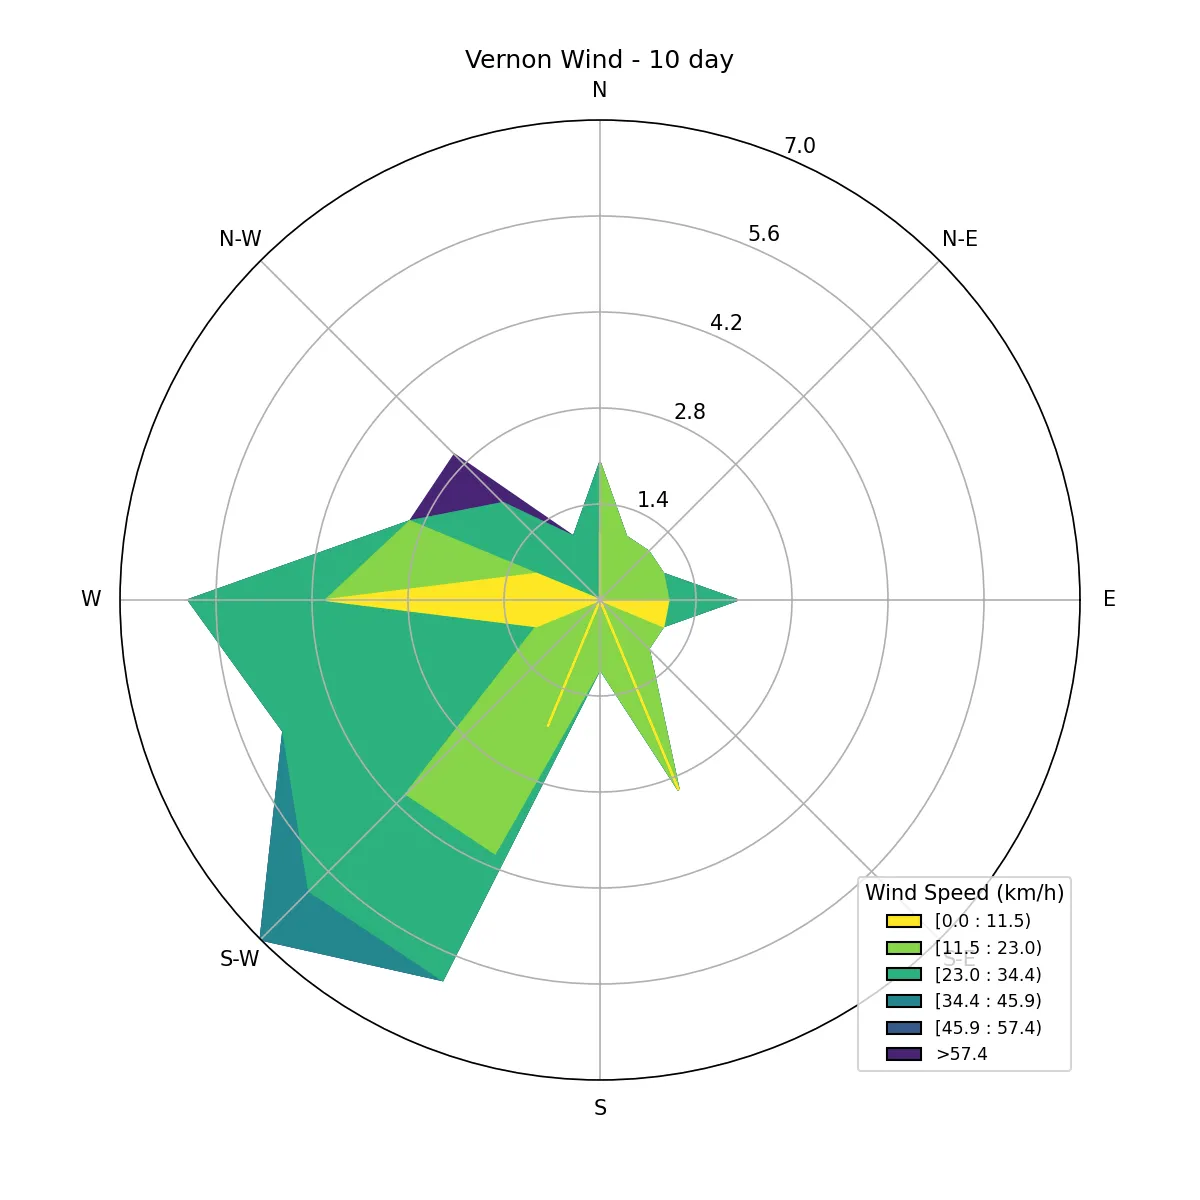 Vernon Wind - 10 day
N
7.0
N-W
5.6
N-E
4.2
2.8
1.4
W
E
Wind Speed (km/h)
[0.0 : 11.5)
[11.5 : 23.0)
S-W
S-E
[23.0 : 34.4)
[34.4 : 45.9)
[45.9 : 57.4)
>57.4
S